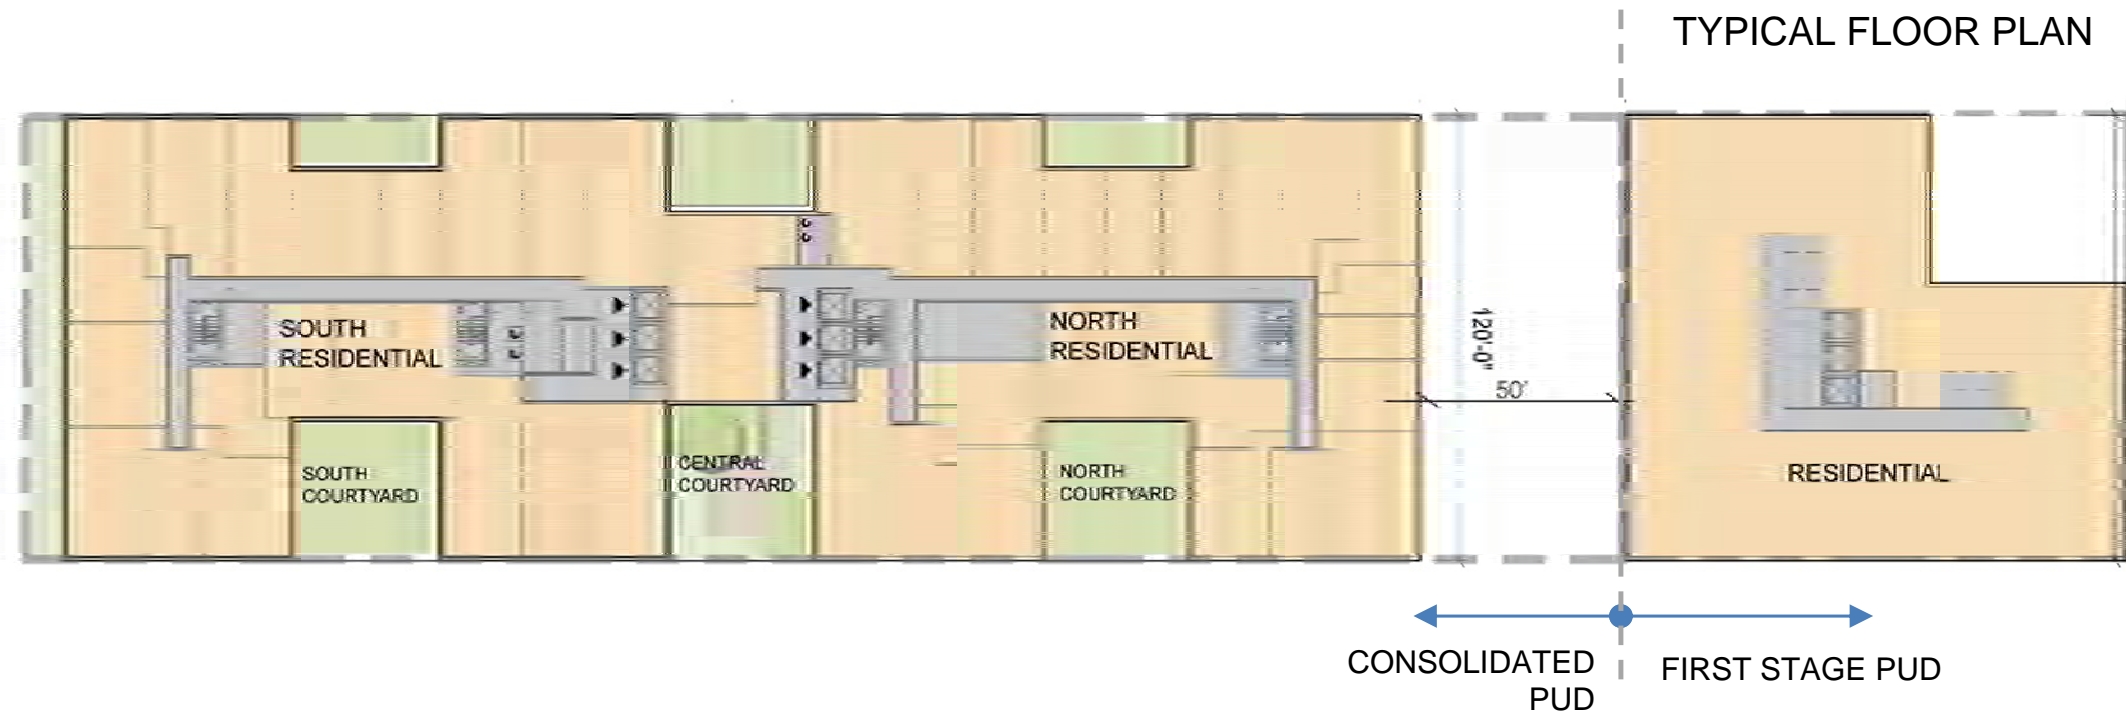 TYPICAL FLOOR PLAN
SOUTH
RESIDENTIAL
NORTH
RESIDENTIAL
120'-0"
50'
SOUTH
COURTYARD
CENTRAL
COURTYARD
NORTH
COURTYARD
RESIDENTIAL
CONSOLIDATED
PUD
FIRST STAGE PUD